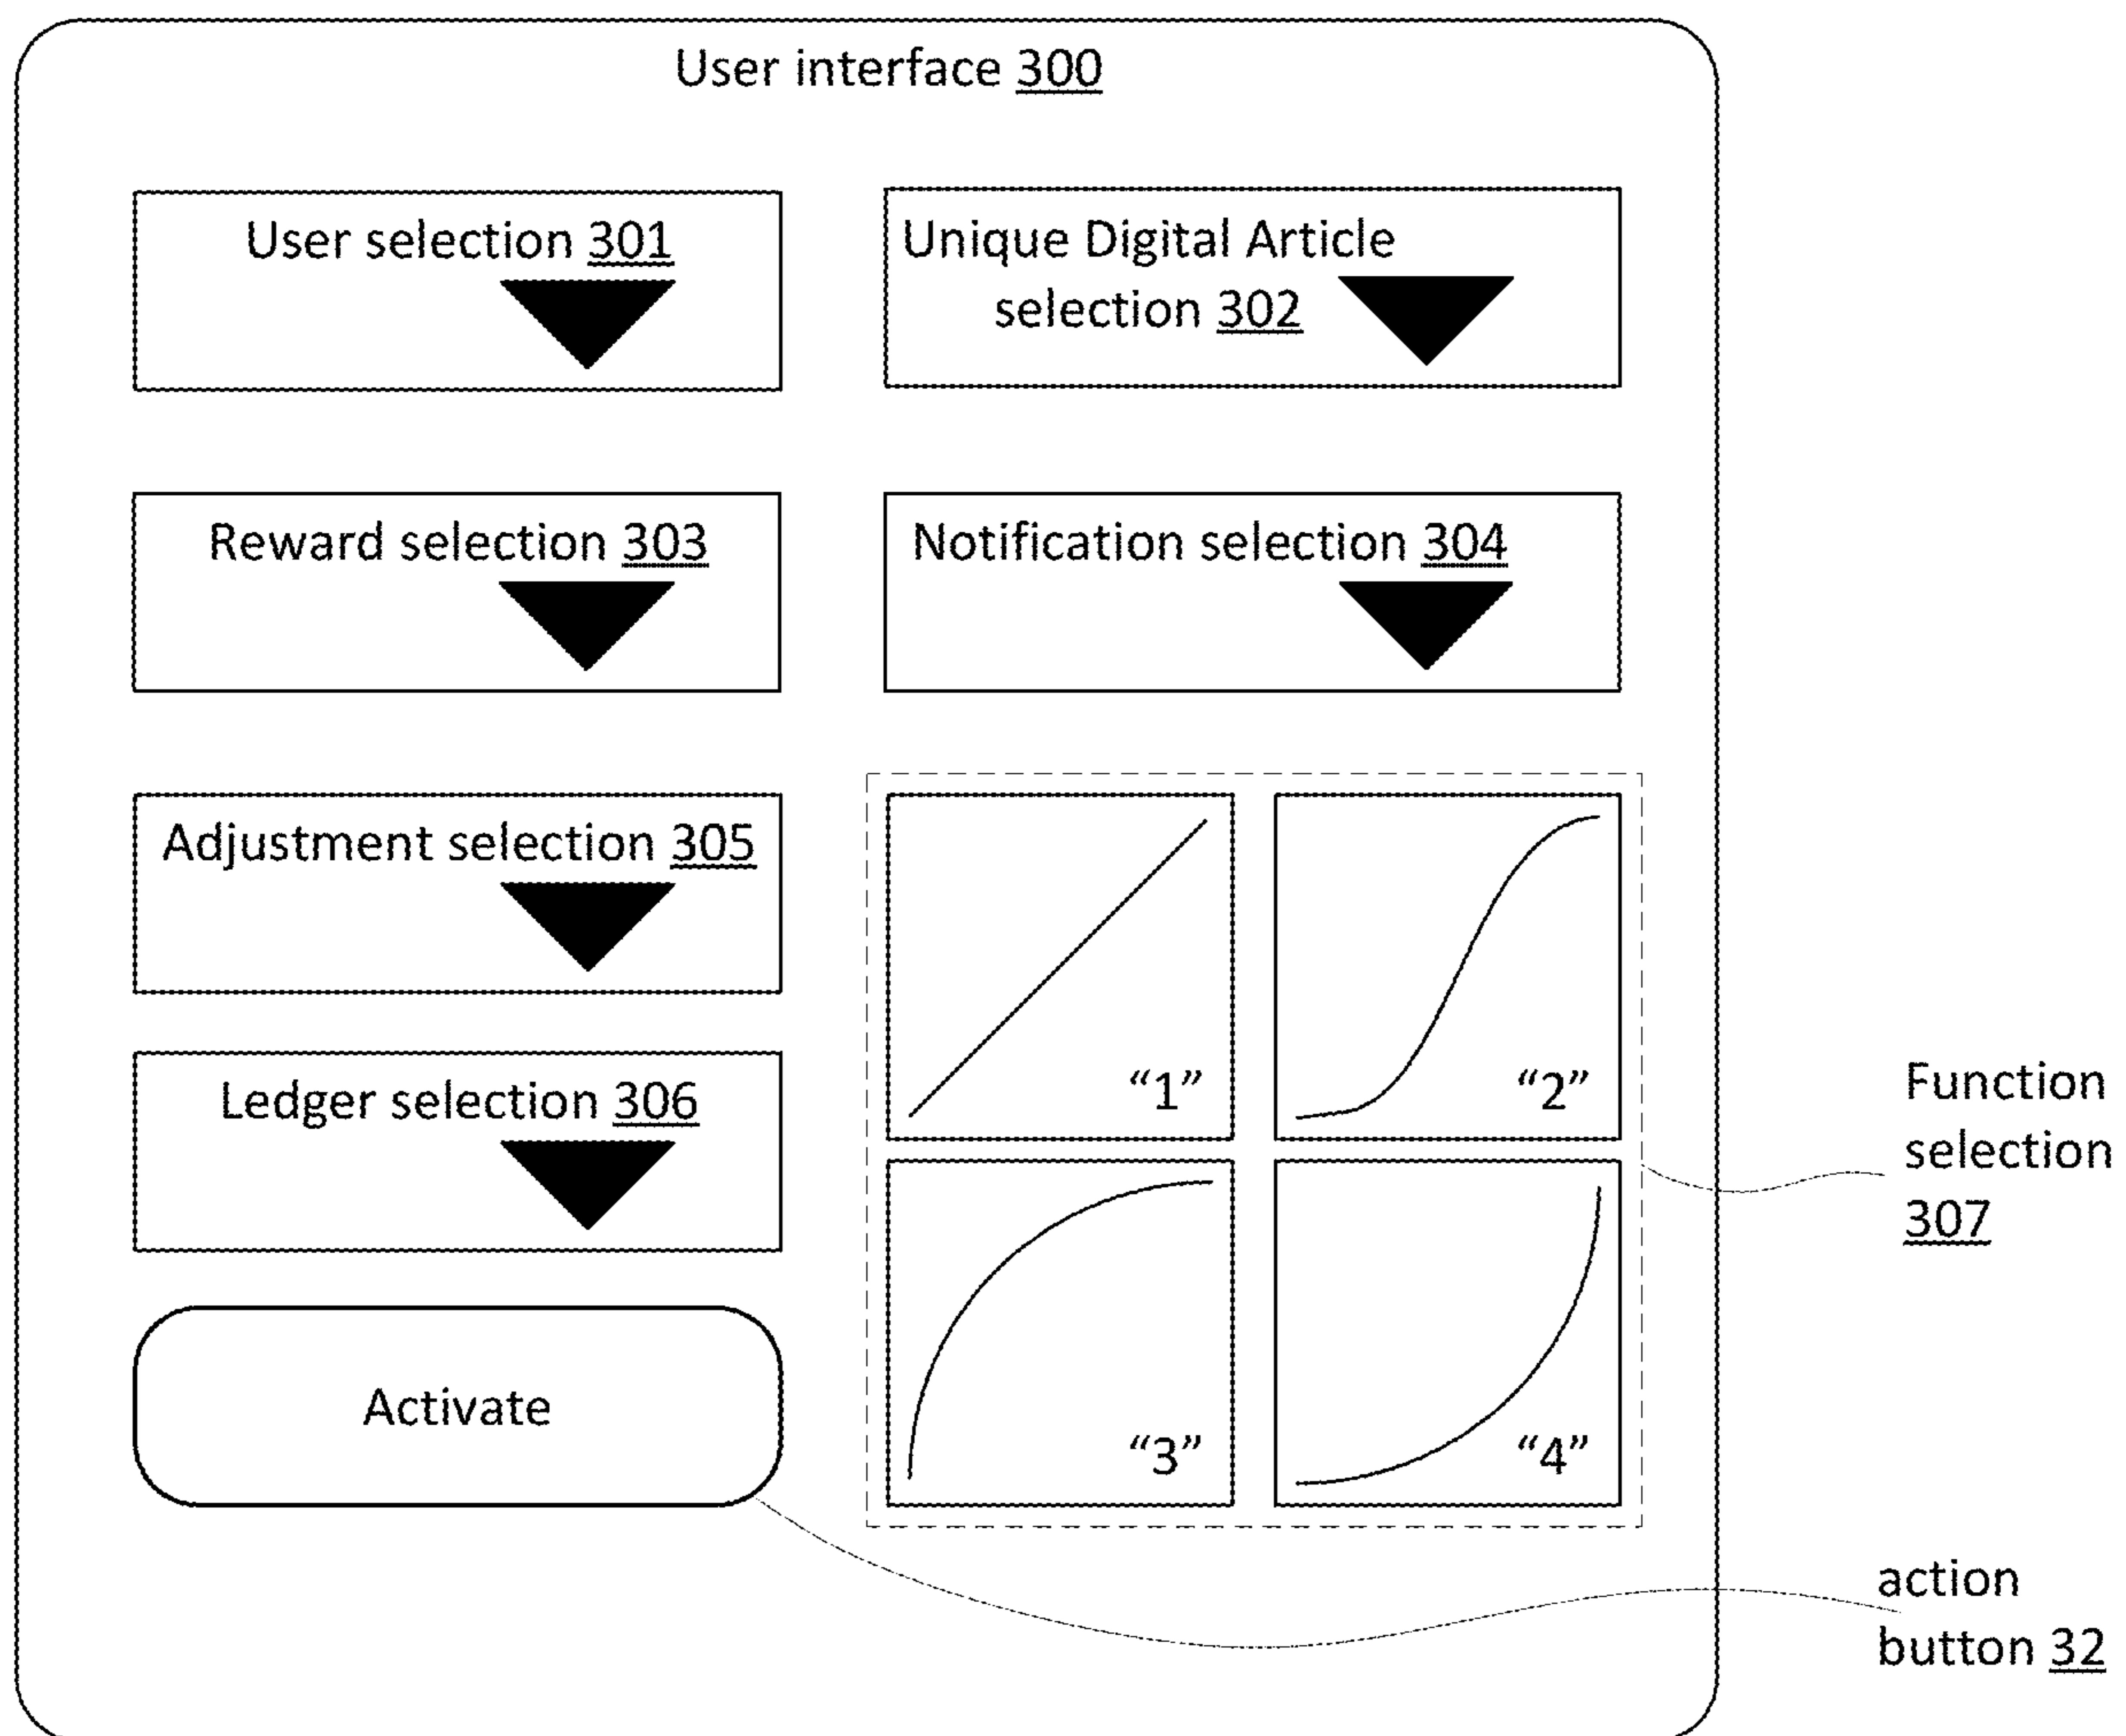 User interface 300
User selection 301
Unique Digital Article
selection 302
Reward selection 303
Notification selection 304
Adjustment selection 305
Ledger selection 306
Activate
“1”
“2”
“3”
“4”
Function
selection
307
action
button 32